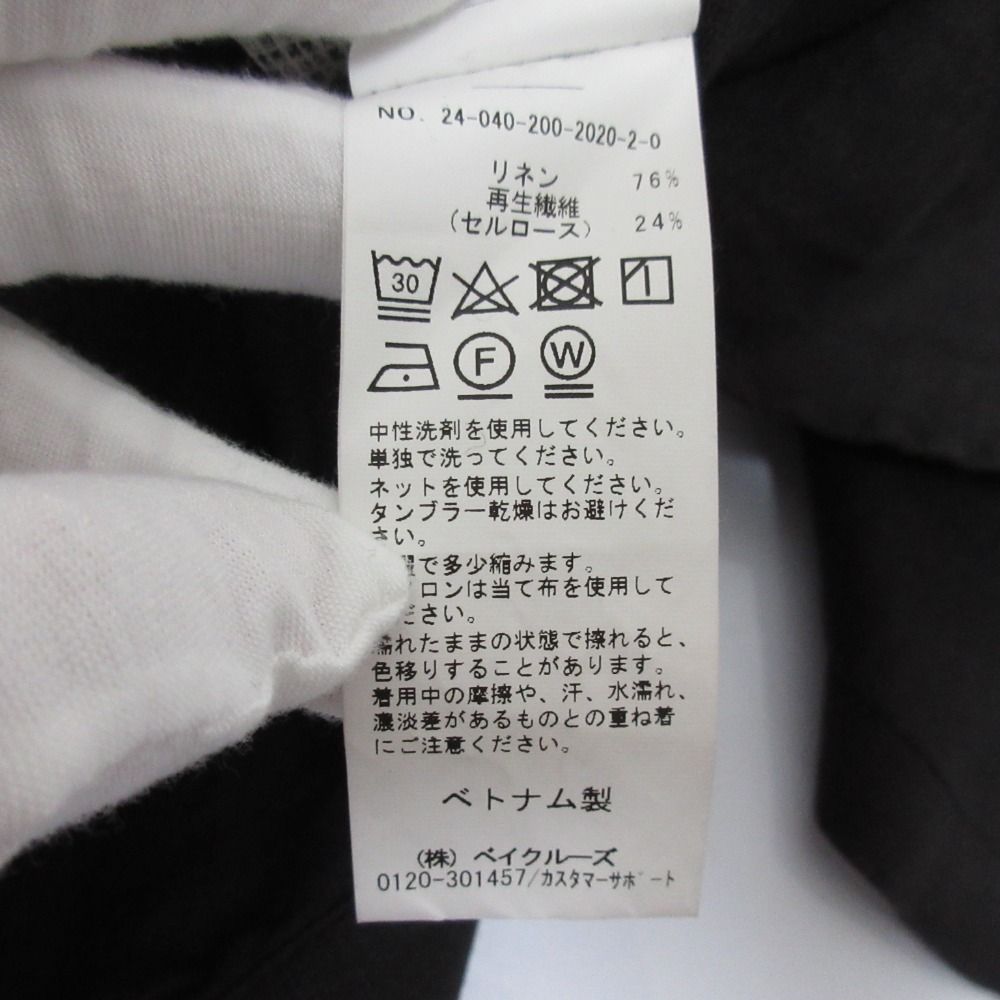 NO. 24-040-200-2020-2-0
リネン 76%
再生繊維
(セルロース) 24%
30
F W
中性洗剤を使用してください。
単独で洗ってください。
ネットを使用してください。
タンブラー乾燥はお避けくだ
さい。
で多少縮みます。
ロンは当て布を使用して
ださい。
濡れたままの状態で擦れると、
色移りすることがあります。
着用中の摩擦や、汗、水濡れ、
濃淡差があるものとの重ね着
にご注意ください。
ベトナム製
(株) ベイクルーズ
0120-301457/カスタマーサポート